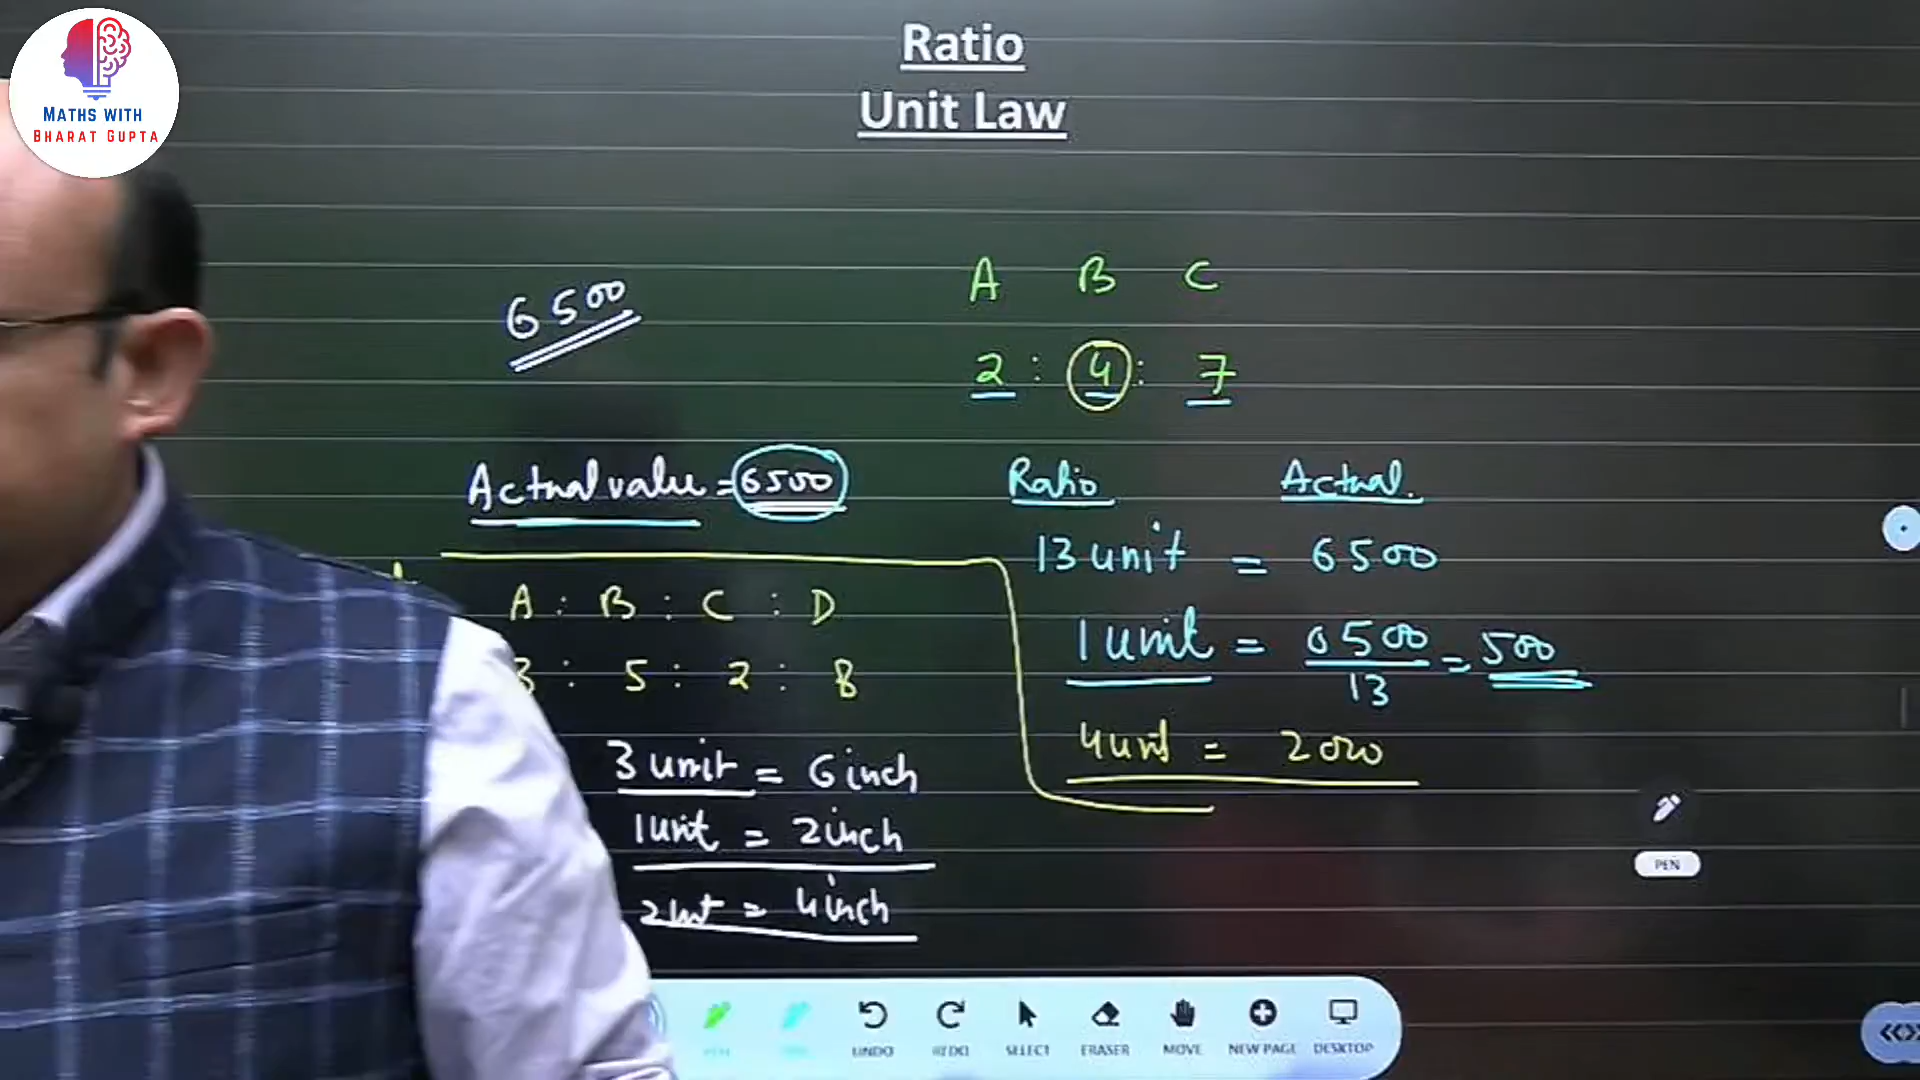 MATHS WITH
BHARAT GUPTA
Ratio
Unit Law
6500
A B C
2 : 4 : 7
Actual value = 6500
Ratio Actual.
13 unit = 6500
1 unit = 6500 / 13 = 500
4 unit = 2000
A : B : C : D
3 : 5 : 2 : 8
3 unit = 6 inch
1 unit = 2 inch
2 unit = 4 inch
PEN
PEN
UNDO
REDO
SELECT
ERASER
MOVE
NEW PAGE
DESKTOP